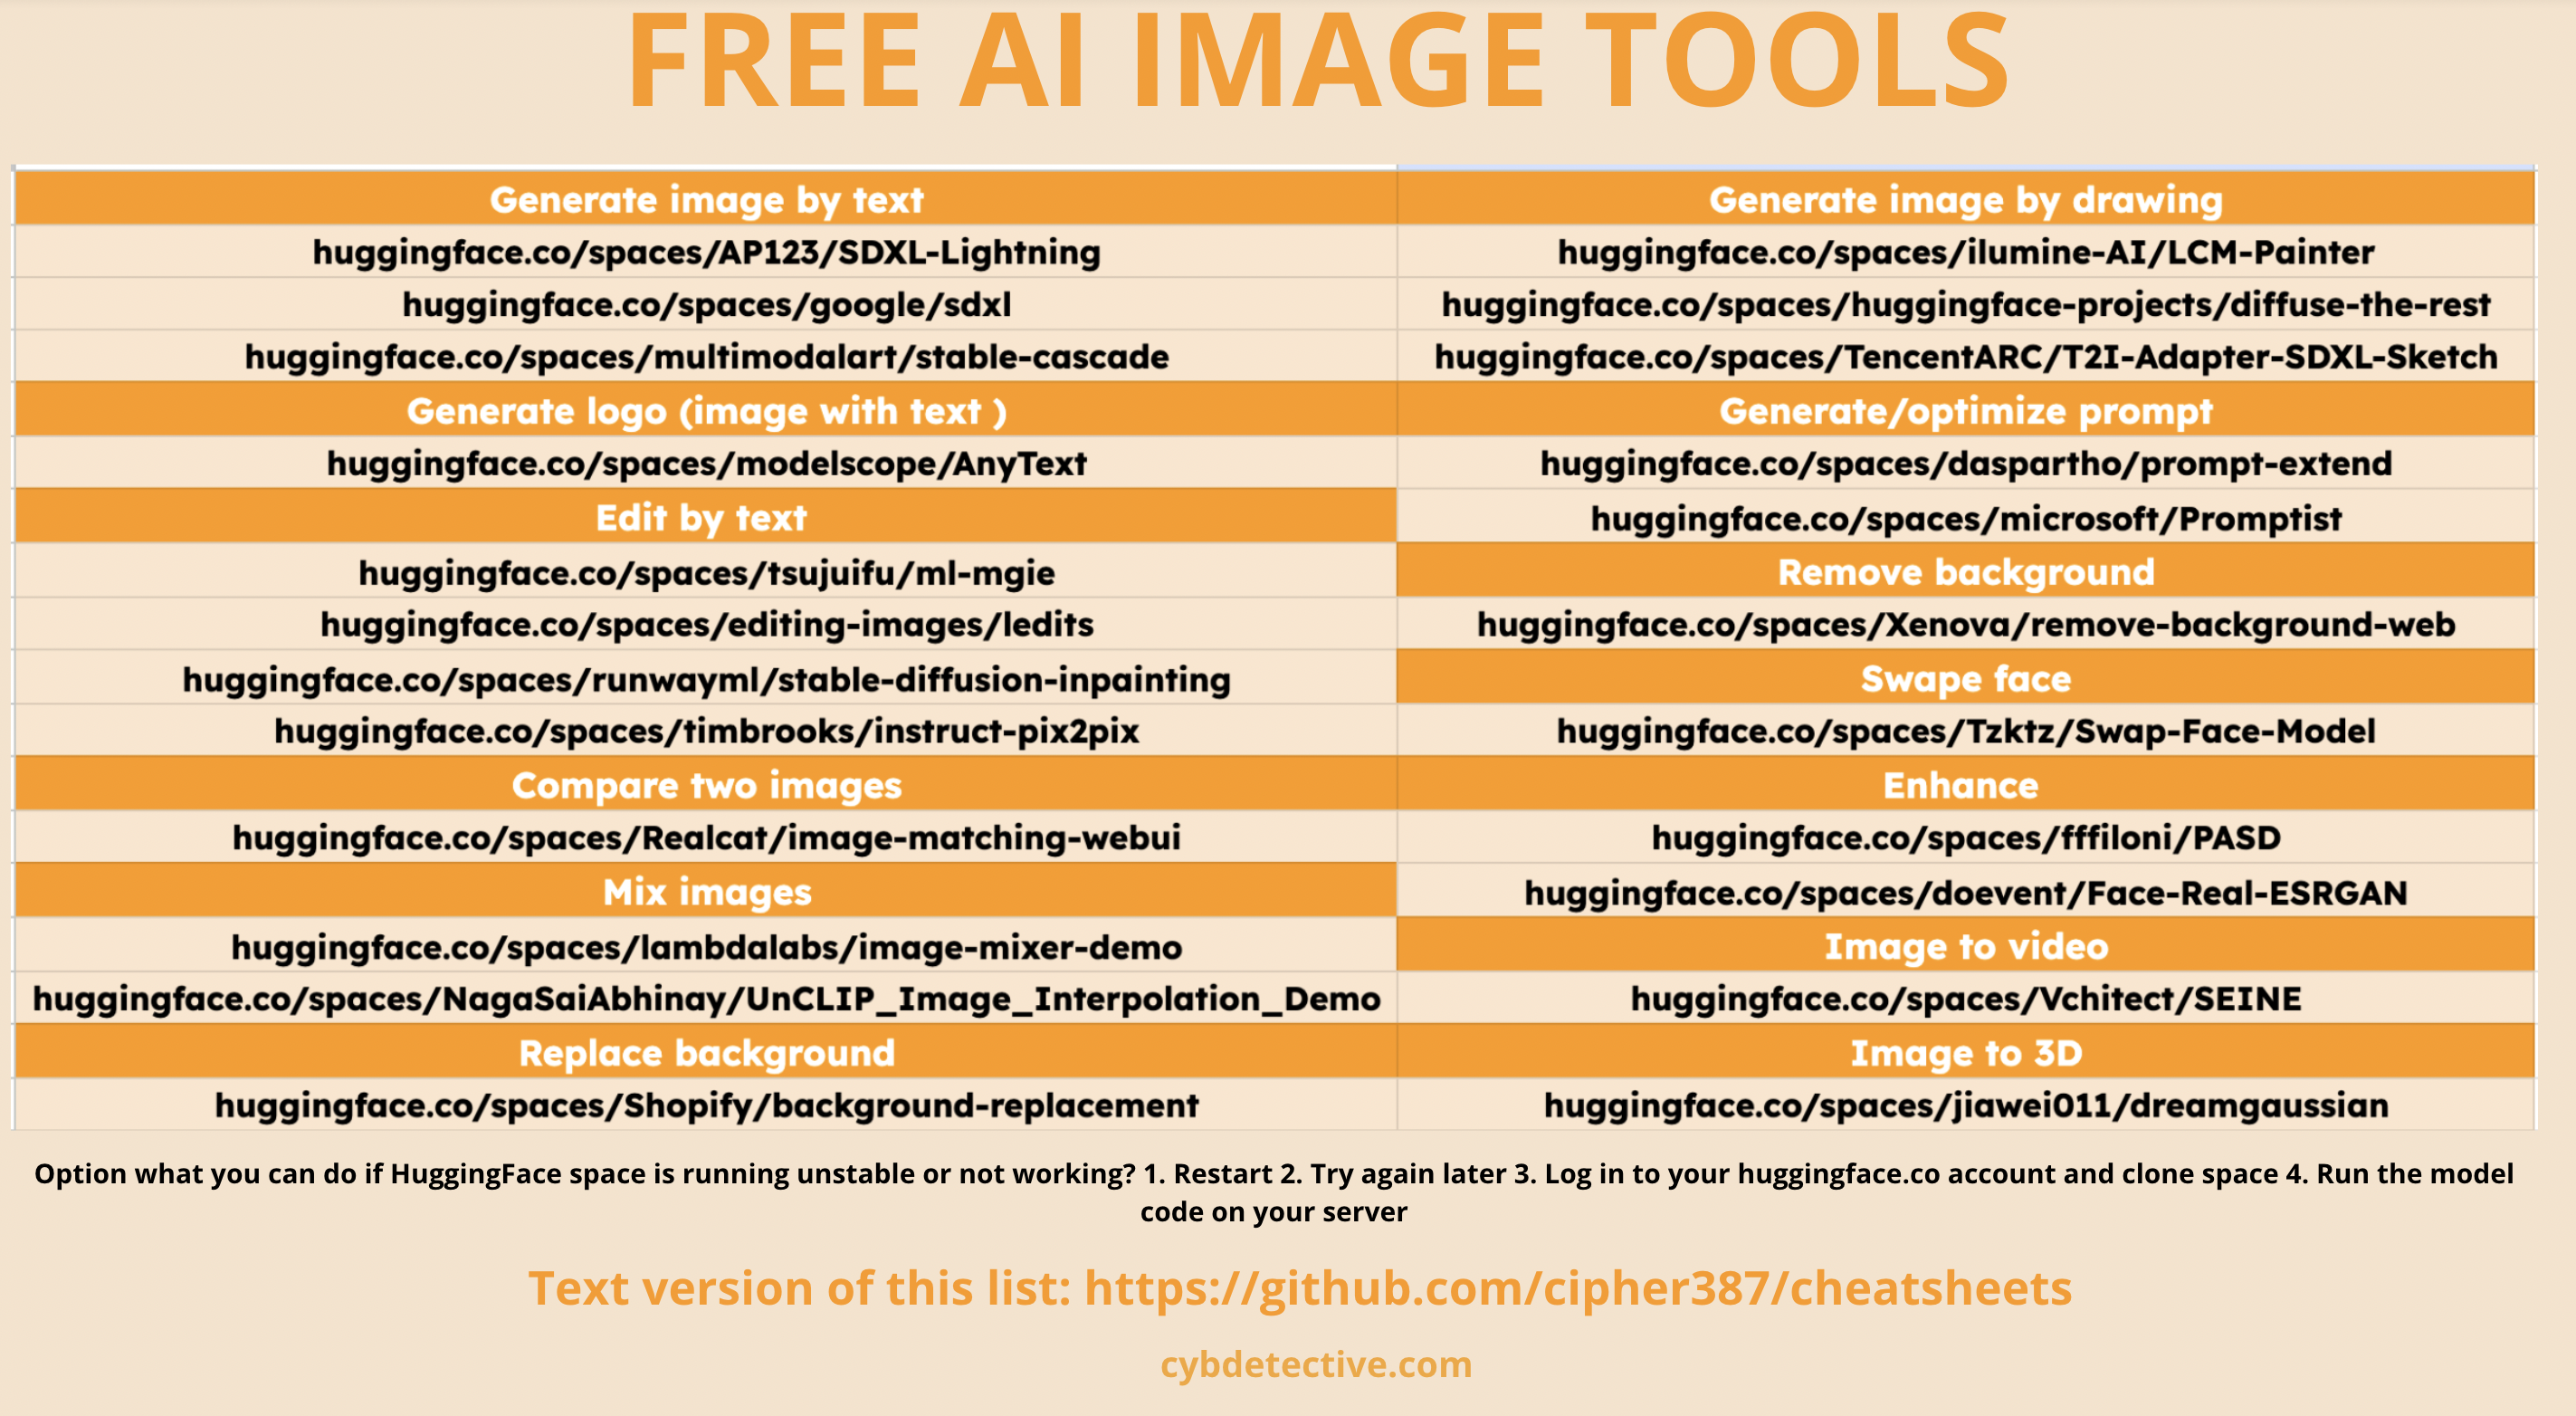 FREE AI IMAGE TOOLS
Generate image by text
huggingface.co/spaces/AP123/SDXL-Lightning
huggingface.co/spaces/google/sdxl
huggingface.co/spaces/multimodalart/stable-cascade
Generate logo (image with text )
huggingface.co/spaces/modelscope/AnyText
Edit by text
huggingface.co/spaces/tsujuifu/ml-mgie
huggingface.co/spaces/editing-images/ledits
huggingface.co/spaces/runwayml/stable-diffusion-inpainting
huggingface.co/spaces/timbrooks/instruct-pix2pix
Compare two images
huggingface.co/spaces/Realcat/image-matching-webui
Mix images
huggingface.co/spaces/lambdalabs/image-mixer-demo
huggingface.co/spaces/NagaSaiAbhinay/UnCLIP_Image_Interpolation_Demo
Replace background
huggingface.co/spaces/Shopify/background-replacement
Generate image by drawing
huggingface.co/spaces/ilumine-AI/LCM-Painter
huggingface.co/spaces/huggingface-projects/diffuse-the-rest
huggingface.co/spaces/TencentARC/T2I-Adapter-SDXL-Sketch
Generate/optimize prompt
huggingface.co/spaces/daspartho/prompt-extend
huggingface.co/spaces/microsoft/Promptist
Remove background
huggingface.co/spaces/Xenova/remove-background-web
Swape face
huggingface.co/spaces/Tzktz/Swap-Face-Model
Enhance
huggingface.co/spaces/fffiloni/PASD
huggingface.co/spaces/doevent/Face-Real-ESRGAN
Image to video
huggingface.co/spaces/Vchitect/SEINE
Image to 3D
huggingface.co/spaces/jiawei011/dreamgaussian
Option what you can do if HuggingFace space is running unstable or not working? 1. Restart 2. Try again later 3. Log in to your huggingface.co account and clone space 4. Run the model
code on your server
Text version of this list: https://github.com/cipher387/cheatsheets
cybdetective.com